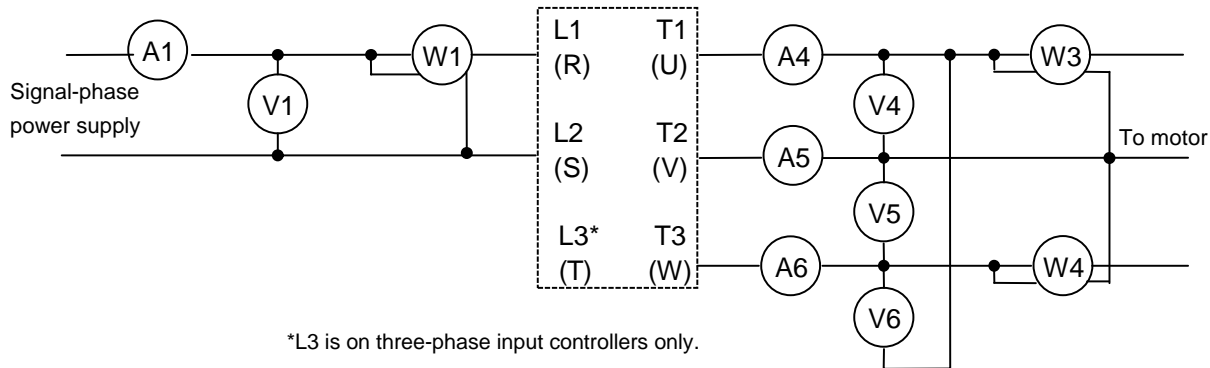 A1
W1
V1
Signal-phase
power supply
L1
(R)
L2
(S)
L3*
(T)
T1
(U)
T2
(V)
T3
(W)
A4
V4
A5
V5
A6
V6
W3
W4
To motor
*L3 is on three-phase input controllers only.